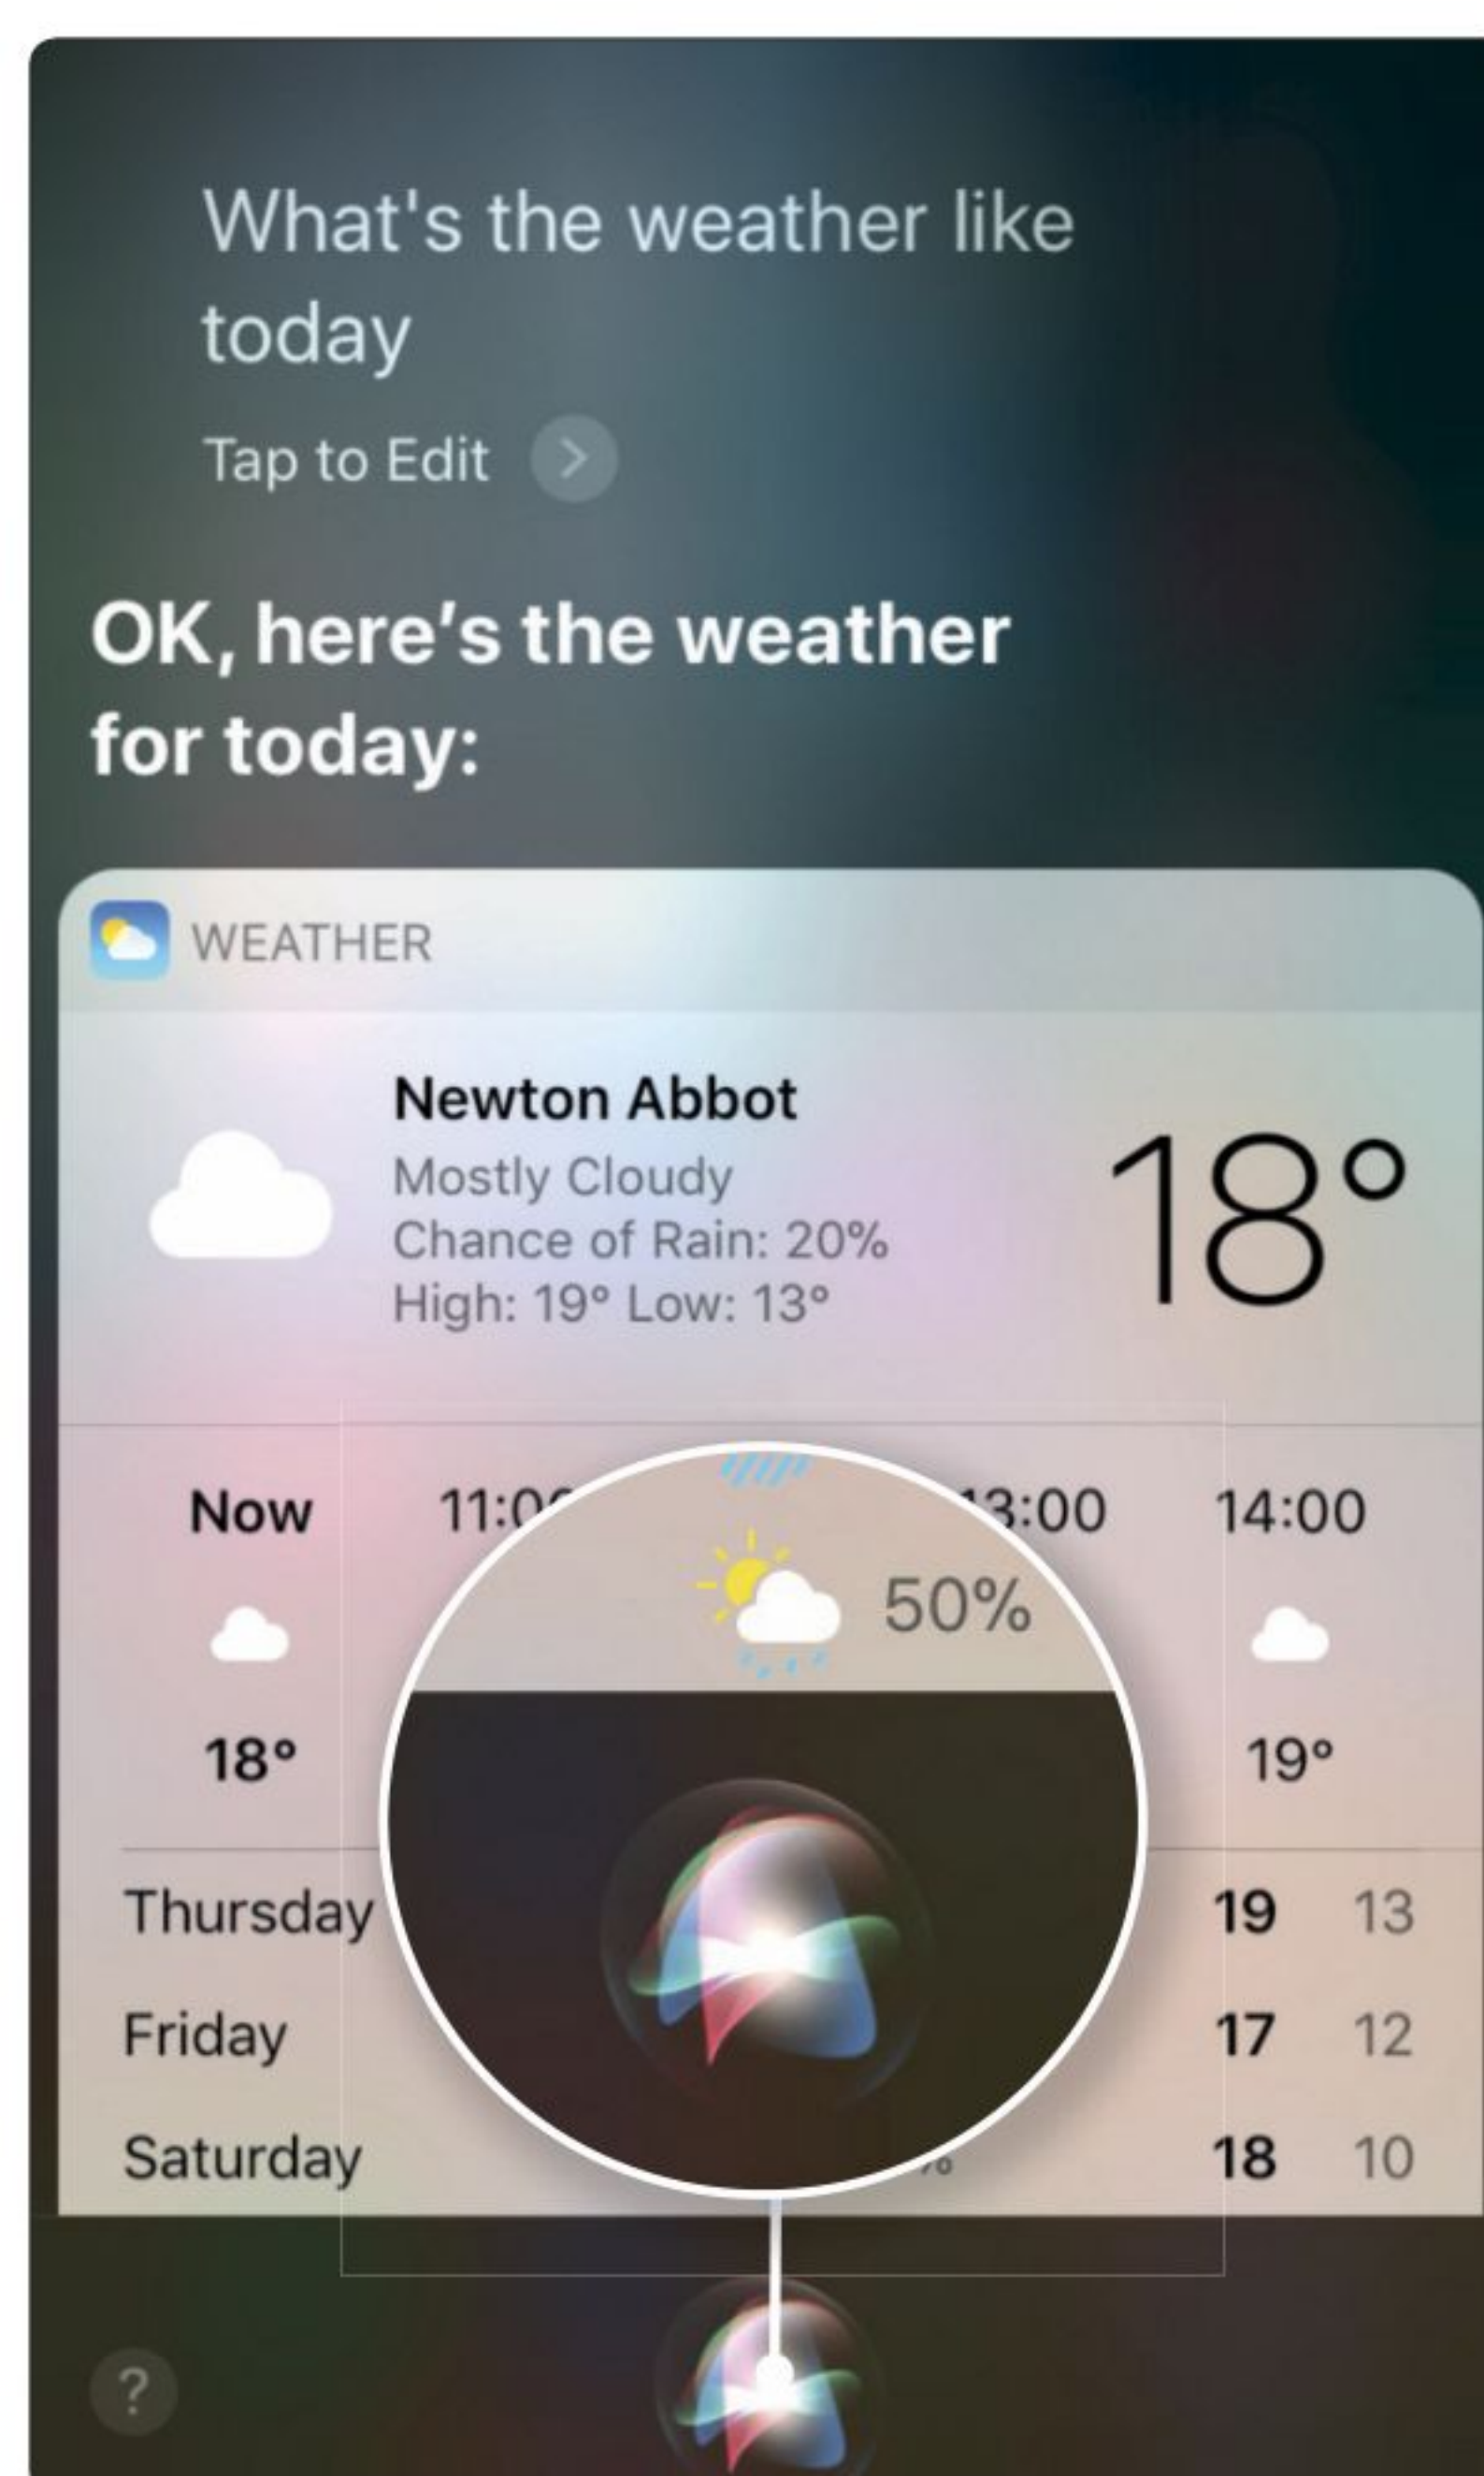 What's the weather like
today
Tap to Edit
OK, here’s the weather
for today:
WEATHER
Newton Abbot
Mostly Cloudy
Chance of Rain: 20%
High: 19° Low: 13°
18°
Now 14:00
50%
18° 19°
Thursday 19 13
Friday 17 12
Saturday 18 10
?